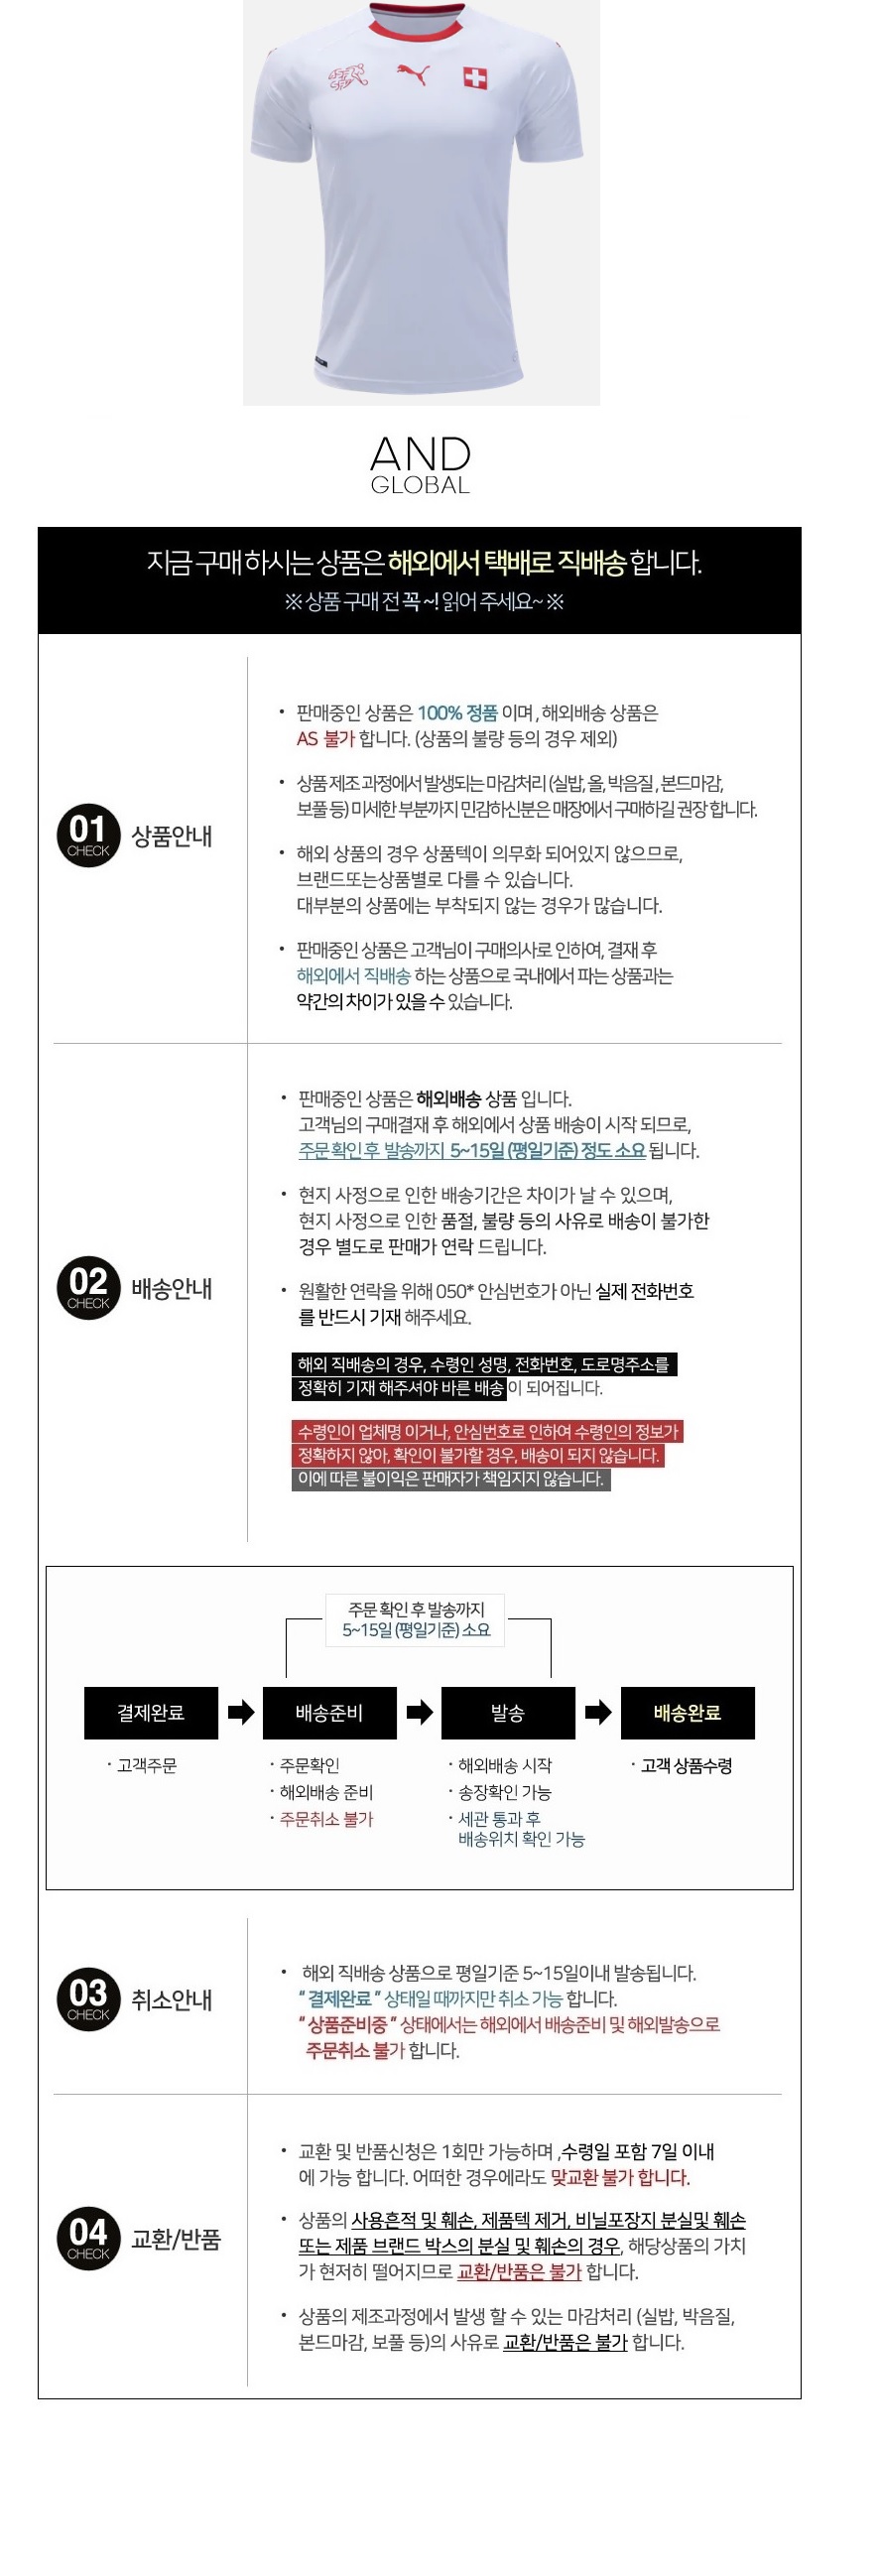 AND
GLOBAL
지금 구매 하시는 상품은 해외에서 택배로 직배송 합니다.
※ 상품 구매 전 꼭 ~! 읽어 주세요~ ※
01
CHECK
상품안내
• 판매중인 상품은 100% 정품 이며 , 해외배송 상품은
AS 불가 합니다. (상품의 불량 등의 경우 제외)
• 상품 제조 과정에서 발생되는 마감처리 (실밥, 올, 박음질 , 본드마감,
보풀 등) 미세한 부분까지 민감하신분은 매장에서 구매하길 권장 합니다.
• 해외 상품의 경우 상품텍이 의무화 되어있지 않으므로,
브랜드또는상품별로 다를 수 있습니다.
대부분의 상품에는 부착되지 않는 경우가 많습니다.
• 판매중인 상품은 고객님이 구매의사로 인하여, 결재 후
해외에서 직배송 하는 상품으로 국내에서 파는 상품과는
약간의 차이가 있을 수 있습니다.
02
CHECK
배송안내
• 판매중인 상품은 해외배송 상품 입니다.
고객님의 구매결재 후 해외에서 상품 배송이 시작 되므로,
주문 확인 후 발송까지 5~15일 (평일기준) 정도 소요 됩니다.
• 현지 사정으로 인한 배송기간은 차이가 날 수 있으며,
현지 사정으로 인한 품절, 불량 등의 사유로 배송이 불가한
경우 별도로 판매가 연락 드립니다.
• 원활한 연락을 위해 050* 안심번호가 아닌 실제 전화번호
를 반드시 기재 해주세요.
해외 직배송의 경우, 수령인 성명, 전화번호, 도로명주소를
정확히 기재 해주셔야 바른 배송이 되어집니다.
수령인이 업체명 이거나, 안심번호로 인하여 수령인의 정보가
정확하지 않아, 확인이 불가할 경우, 배송이 되지 않습니다.
이에 따른 불이익은 판매자가 책임지지 않습니다.
주문 확인 후 발송까지
5~15일 (평일기준) 소요
결제완료
배송준비
발송
배송완료
· 고객주문
· 주문확인
· 해외배송 준비
· 주문취소 불가
· 해외배송 시작
· 송장확인 가능
· 세관 통과 후
배송위치 확인 가능
· 고객 상품수령
03
CHECK
취소안내
• 해외 직배송 상품으로 평일기준 5~15일이내 발송됩니다.
“ 결제완료 ” 상태일 때까지만 취소 가능 합니다.
“ 상품준비중 ” 상태에서는 해외에서 배송준비 및 해외발송으로
주문취소 불가 합니다.
04
CHECK
교환/반품
• 교환 및 반품신청은 1회만 가능하며 ,수령일 포함 7일 이내
에 가능 합니다. 어떠한 경우에라도 맞교환 불가 합니다.
• 상품의 사용흔적 및 훼손, 제품텍 제거, 비닐포장지 분실및 훼손
또는 제품 브랜드 박스의 분실 및 훼손의 경우, 해당상품의 가치
가 현저히 떨어지므로 교환/반품은 불가 합니다.
• 상품의 제조과정에서 발생 할 수 있는 마감처리 (실밥, 박음질,
본드마감, 보풀 등)의 사유로 교환/반품은 불가 합니다.